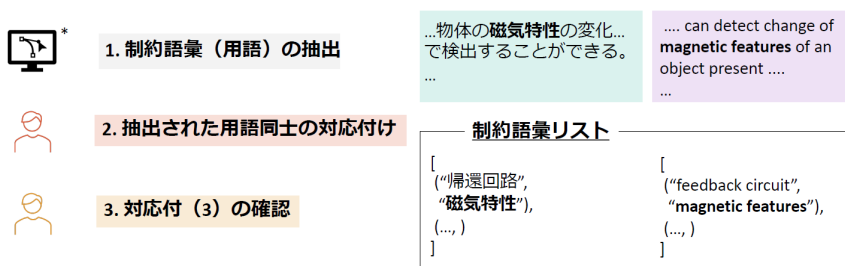 *
1. 制約語彙（用語）の抽出
2. 抽出された用語同士の対応付け
3. 対応付（3）の確認
…物体の磁気特性の変化…
で検出することができる。
…
.... can detect change of
magnetic features of an
object present ....
...
制約語彙リスト
[
(“帰還回路”,
“磁気特性”),
(…, )
]
[
(“feedback circuit”,
“magnetic features”),
(…, )
]